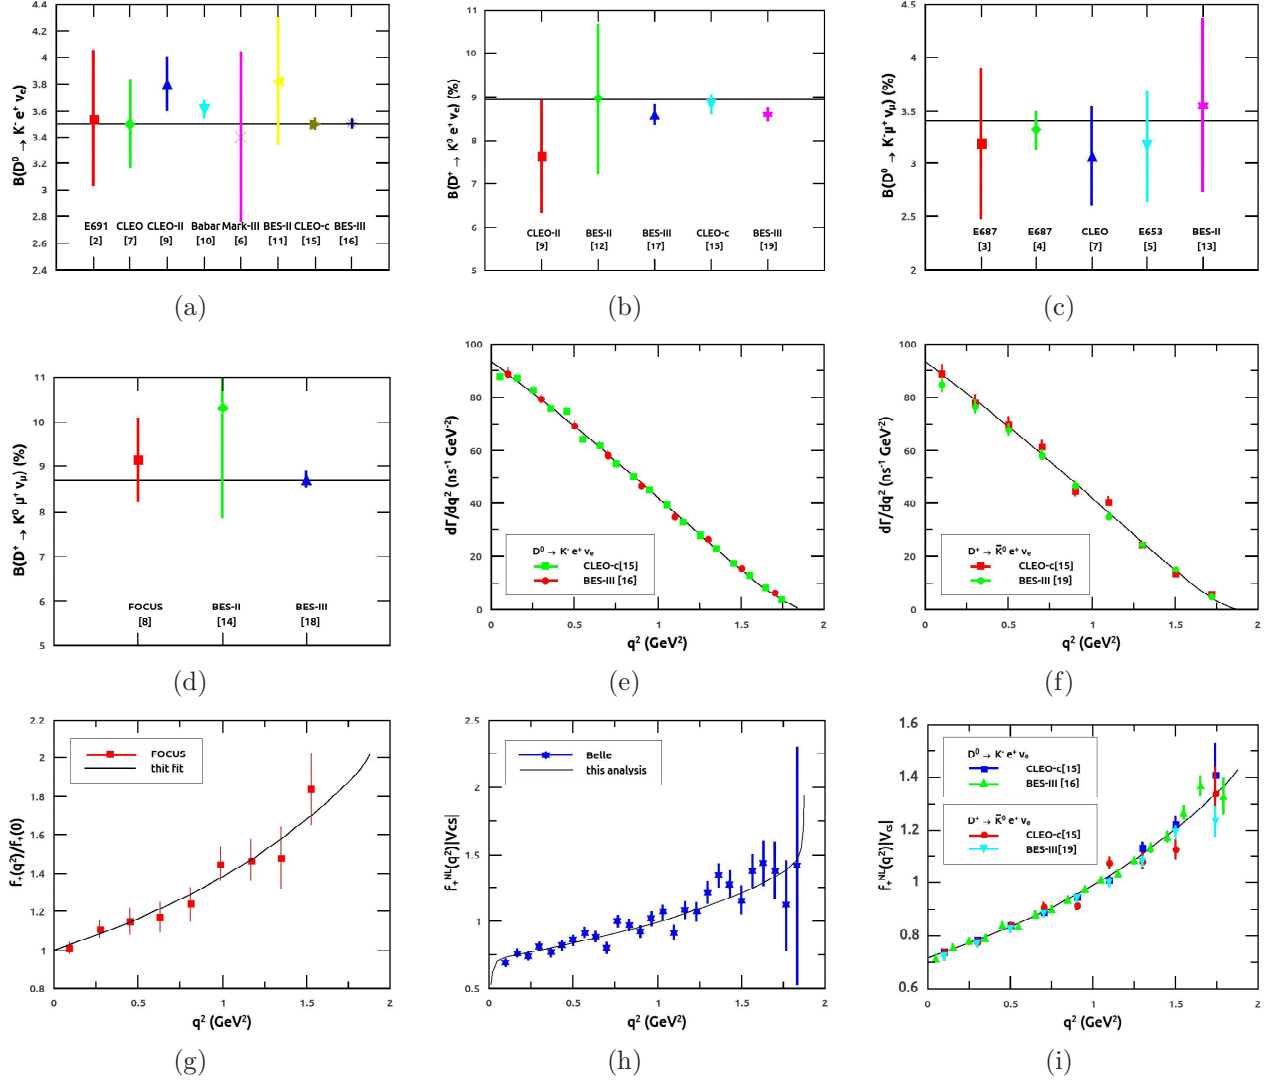 4.4
4.2
4
3.8
3.6
3.4
3.2
3
2.8
2.6
2.4
B(D⁰ → K⁻ e⁺ νₑ)
E691 CLEO CLEO-II Babar Mark-III BES-II CLEO-c BES-III
[2] [7] [9] [10] [6] [11] [15] [16]
(a)
11
10
9
8
7
6
5
B(D⁺ → K⁰ e⁺ νₑ) (%)
CLEO-II BES-II BES-III CLEO-c BES-III
[9] [12] [17] [15] [19]
(b)
4.5
4
3.5
3
2.5
2
B(D⁰ → K⁻μ⁺ νμ) (%)
E687 E687 CLEO E653 BES-II
[3] [4] [7] [5] [13]
(c)
11
10
9
8
7
6
5
B(D⁺ → K⁰ μ⁺ νμ) (%)
FOCUS BES-II BES-III
[8] [14] [18]
(d)
100
80
60
40
20
0
dΓ/dq² (ns⁻¹ GeV⁻²)
D⁰ → K⁻ e⁺ νₑ
CLEO-c[15]
BES-III [16]
0 0.5 1 1.5 2
q² (GeV²)
(e)
100
80
60
40
20
0
dΓ/dq² (ns⁻¹ GeV⁻²)
D⁺ → K̄⁰ e⁺ νₑ
CLEO-c[15]
BES-III [19]
0 0.5 1 1.5 2
q² (GeV²)
(f)
2.2
2
1.8
1.6
1.4
1.2
1
0.8
f₊(q²)/f₊(0)
FOCUS
thit fit
0 0.5 1 1.5 2
q² (GeV²)
(g)
2.5
2
1.5
1
0.5
f₊ᴺᴸ(q²)|Vcs|
Belle
this analysis
0 0.5 1 1.5 2
q² (GeV²)
(h)
1.6
1.4
1.2
1
0.8
0.6
f₊ᴺᴸ(q²)|Vcs|
D⁰ → K⁻ e⁺ νₑ
CLEO-c[15]
BES-III [16]
D⁺ → K̄⁰ e⁺ νₑ
CLEO-c[15]
BES-III[19]
0 0.5 1 1.5 2
q² (GeV²)
(i)